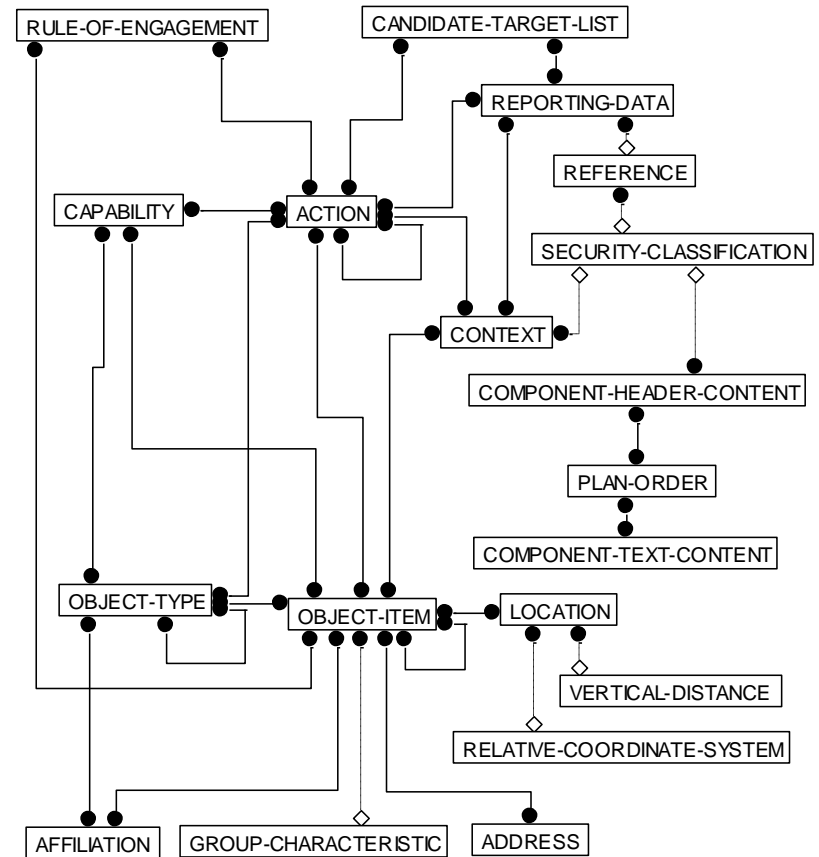 RULE-OF-ENGAGEMENT
CANDIDATE-TARGET-LIST
REPORTING-DATA
REFERENCE
CAPABILITY
ACTION
SECURITY-CLASSIFICATION
CONTEXT
COMPONENT-HEADER-CONTENT
PLAN-ORDER
COMPONENT-TEXT-CONTENT
OBJECT-TYPE
OBJECT-ITEM
LOCATION
VERTICAL-DISTANCE
RELATIVE-COORDINATE-SYSTEM
AFFILIATION
GROUP-CHARACTERISTIC
ADDRESS